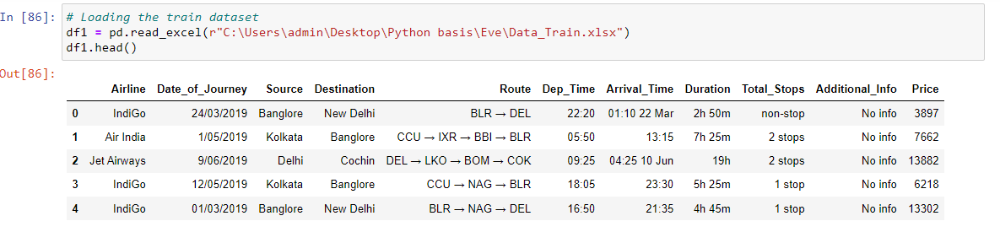 In [86]: # Loading the train dataset
df1 = pd.read_excel(r"C:\Users\admin\Desktop\Python basis\Eve\Data_Train.xlsx")
df1.head()
Out[86]:
Airline Date_of_Journey Source Destination Route Dep_Time Arrival_Time Duration Total_Stops Additional_Info Price
0 IndiGo 24/03/2019 Banglore New Delhi BLR → DEL 22:20 01:10 22 Mar 2h 50m non-stop No info 3897
1 Air India 1/05/2019 Kolkata Banglore CCU → IXR → BBI → BLR 05:50 13:15 7h 25m 2 stops No info 7662
2 Jet Airways 9/06/2019 Delhi Cochin DEL → LKO → BOM → COK 09:25 04:25 10 Jun 19h 2 stops No info 13882
3 IndiGo 12/05/2019 Kolkata Banglore CCU → NAG → BLR 18:05 23:30 5h 25m 1 stop No info 6218
4 IndiGo 01/03/2019 Banglore New Delhi BLR → NAG → DEL 16:50 21:35 4h 45m 1 stop No info 13302